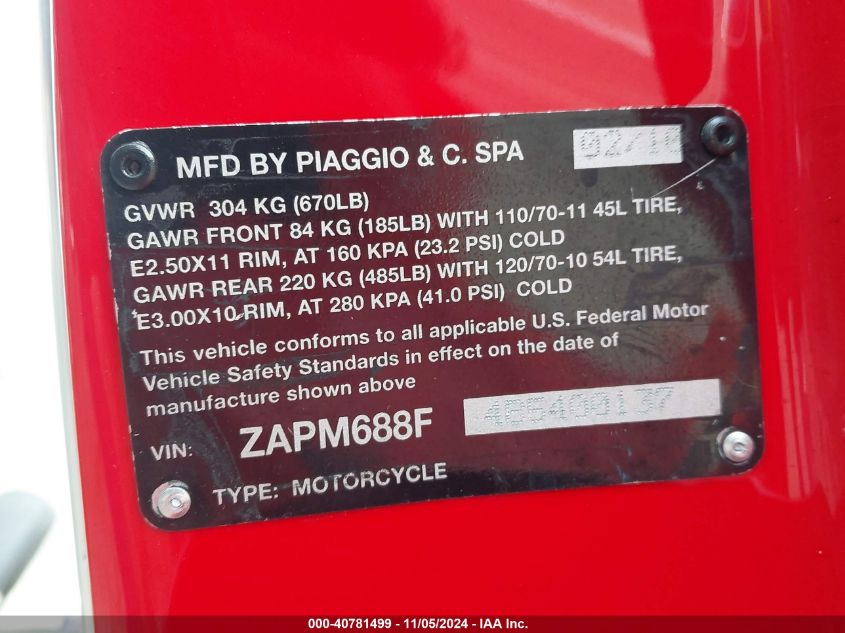 MFD BY PIAGGIO & C. SPA
GVWR 304 KG (670LB)
GAWR FRONT 84 KG (185LB) WITH 110/70-11 45L TIRE,
E2.50X11 RIM, AT 160 KPA (23.2 PSI) COLD
GAWR REAR 220 KG (485LB) WITH 120/70-10 54L TIRE,
E3.00X10 RIM, AT 280 KPA (41.0 PSI) COLD
This vehicle conforms to all applicable U.S. Federal Motor
Vehicle Safety Standards in effect on the date of
manufacture shown above
VIN: ZAPM688F
TYPE: MOTORCYCLE
000-40781499 - 11/05/2024 - IAA Inc.